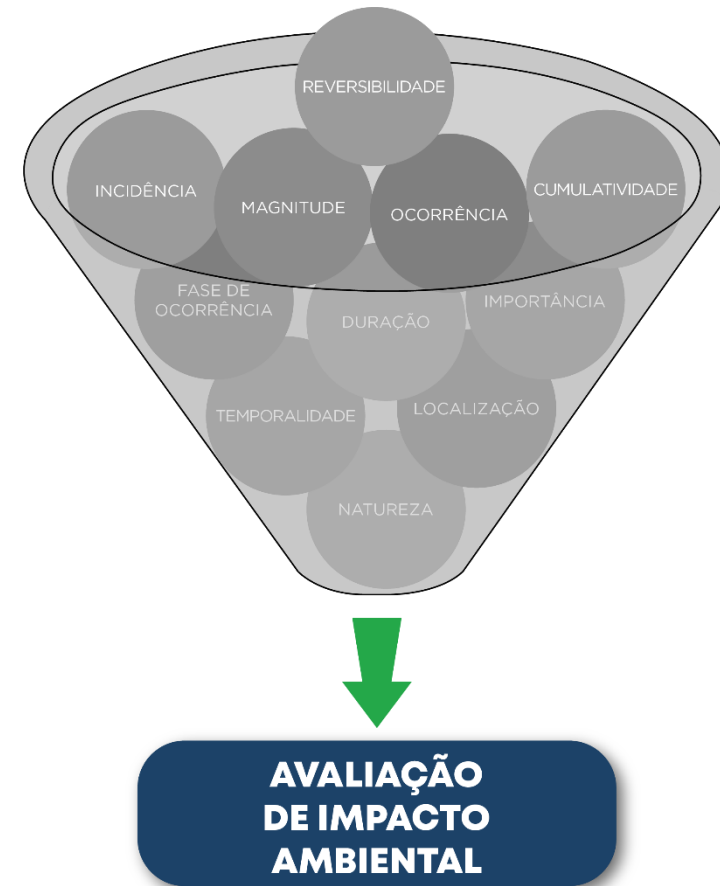 REVERSIBILIDADE
INCIDÊNCIA
MAGNITUDE
OCORRÊNCIA
CUMULATIVIDADE
FASE DE
OCORRÊNCIA
DURAÇÃO
IMPORTÂNCIA
TEMPORALIDADE
LOCALIZAÇÃO
NATUREZA
AVALIAÇÃO
DE IMPACTO
AMBIENTAL